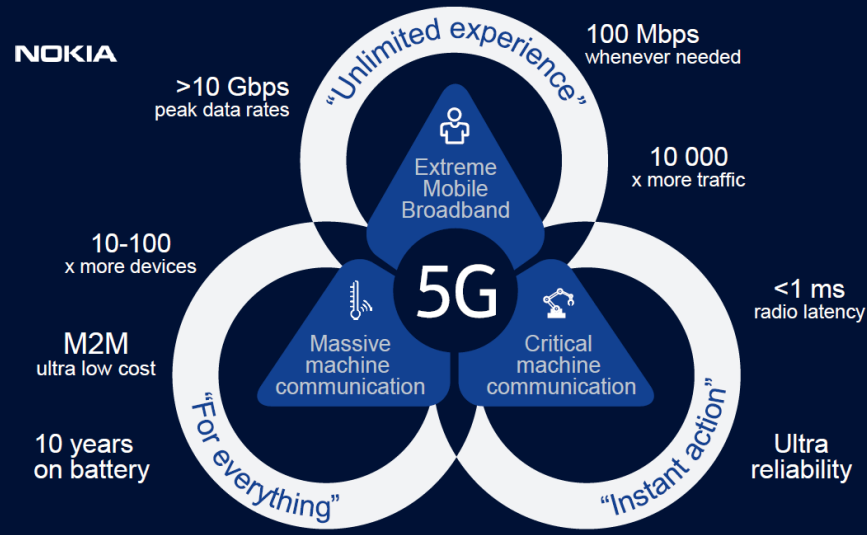 NOKIA
"Unlimited experience"
100 Mbps
whenever needed
>10 Gbps
peak data rates
10 000
x more traffic
Extreme
Mobile
Broadband
10-100
x more devices
5G
<1 ms
radio latency
M2M
ultra low cost
Massive
machine
communication
Critical
machine
communication
10 years
on battery
"For everything"
"Instant action"
Ultra
reliability